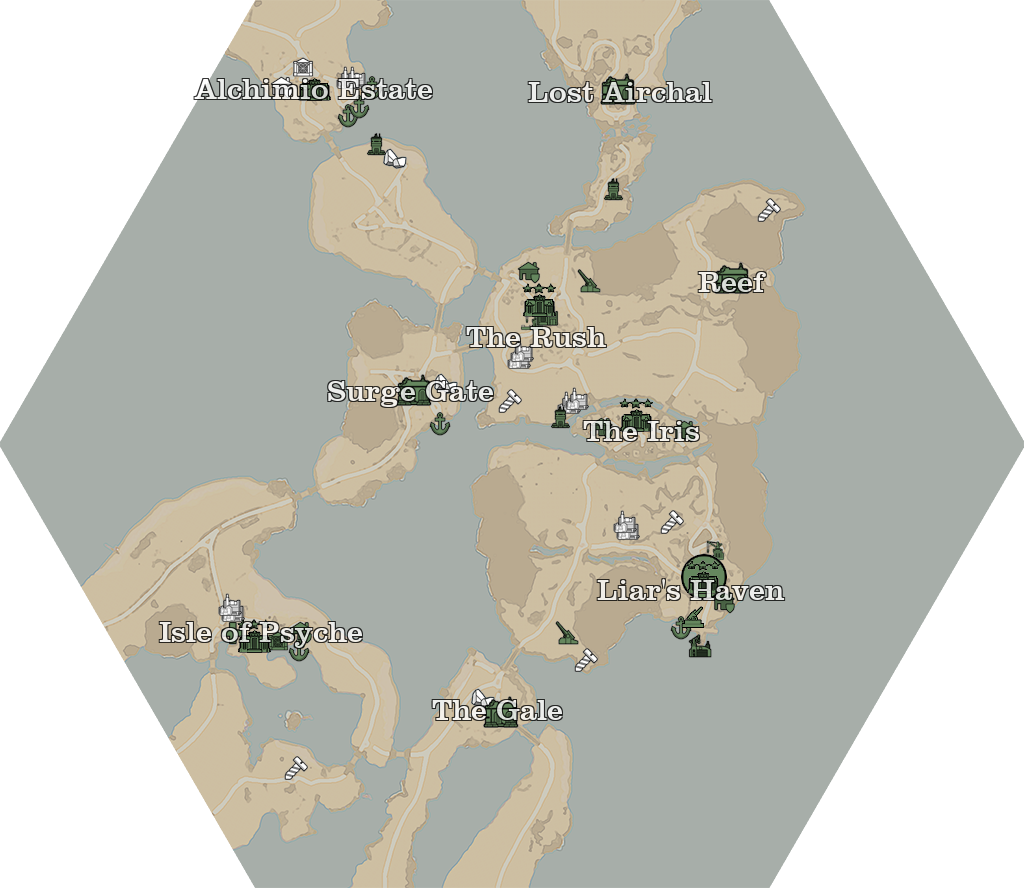 Alchimio Estate
Lost Airchal
Reef
The Rush
Surge Gate
The Iris
Liar's Haven
Isle of Psyche
The Gale